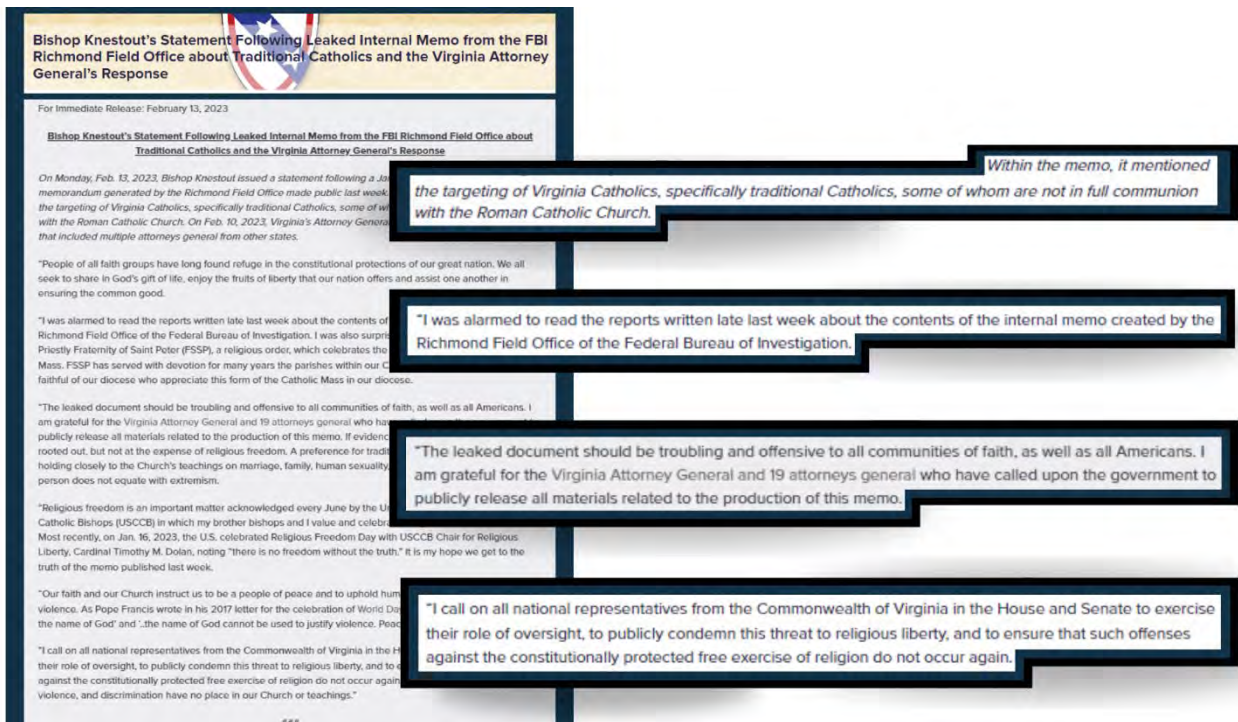 Bishop Knestout's Statement Following Leaked Internal Memo from the FBI
Richmond Field Office about Traditional Catholics and the Virginia Attorney
General's Response
For Immediate Release: February 13, 2023
Bishop Knestout's Statement Following Leaked Internal Memo from the FBI Richmond Field Office about
Traditional Catholics and the Virginia Attorney General's Response
On Monday, Feb. 13, 2023, Bishop Knestout issued a statement following a
memorandum generated by the Richmond Field Office made public last week.
the targeting of Virginia Catholics, specifically traditional Catholics, some of
with the Roman Catholic Church. On Feb. 10, 2023, Virginia's Attorney
that included multiple attorneys general from other states.
"People of all faith groups have long found refuge in the constitutional protections of our great nation. We all
seek to share in God's gift of life, enjoy the fruits of liberty that our nation offers and assist one another in
ensuring the common good.
"I was alarmed to read the reports written late last week about the contents of
Richmond Field Office of the Federal Bureau of Investigation. I was also
Priestly Fraternity of Saint Peter (FSSP), a religious order, which celebrates the
Mass. FSSP has served with devotion for many years the parishes within our
faithful of our diocese who appreciate this form of the Catholic Mass in our diocese.
"The leaked document should be troubling and offensive to all communities of faith, as well as all Americans. I
am grateful for the Virginia Attorney General and 19 attorneys general who
publicly release all materials related to the production of this memo. If
rooted out, but not at the expense of religious freedom. A preference for
holding closely to the Church's teachings on marriage, family, human sexuality,
person does not equate with extremism.
"Religious freedom is an important matter acknowledged every June by the
Catholic Bishops (USCCB) in which my brother bishops and I value and
Most recently, on Jan. 16, 2023, the U.S. celebrated Religious Freedom Day with USCCB Chair for Religious
Liberty, Cardinal Timothy M. Dolan, noting "there is no freedom without the truth." It is my hope we get to the
truth of the memo published last week.
"Our faith and our Church instruct us to be a people of peace and to uphold
violence. As Pope Francis wrote in his 2017 letter for the celebration of World
the name of God' and '..the name of God cannot be used to justify violence.
"I call on all national representatives from the Commonwealth of Virginia in the
their role of oversight, to publicly condemn this threat to religious liberty, and to
against the constitutionally protected free exercise of religion do not occur
violence, and discrimination have no place in our Church or teachings."
###
Within the memo, it mentioned
the targeting of Virginia Catholics, specifically traditional Catholics, some of whom are not in full communion
with the Roman Catholic Church.
"I was alarmed to read the reports written late last week about the contents of the internal memo created by the
Richmond Field Office of the Federal Bureau of Investigation.
"The leaked document should be troubling and offensive to all communities of faith, as well as all Americans. I
am grateful for the Virginia Attorney General and 19 attorneys general who have called upon the government to
publicly release all materials related to the production of this memo.
"I call on all national representatives from the Commonwealth of Virginia in the House and Senate to exercise
their role of oversight, to publicly condemn this threat to religious liberty, and to ensure that such offenses
against the constitutionally protected free exercise of religion do not occur again.